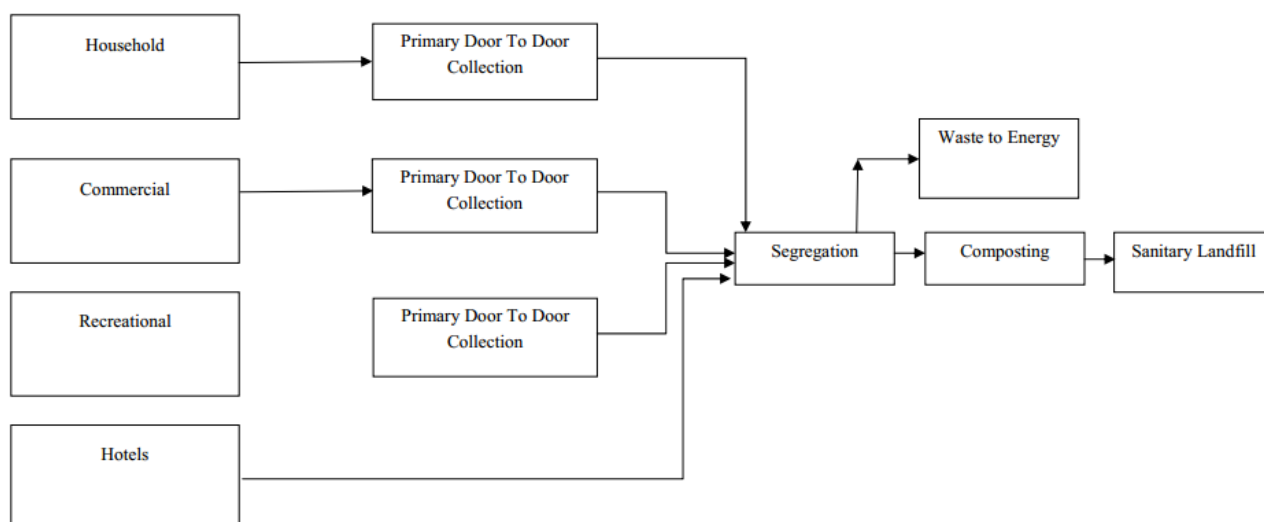 Household
Primary Door To Door
Collection
Waste to Energy
Commercial
Primary Door To Door
Collection
Segregation
Composting
Sanitary Landfill
Recreational
Primary Door To Door
Collection
Hotels